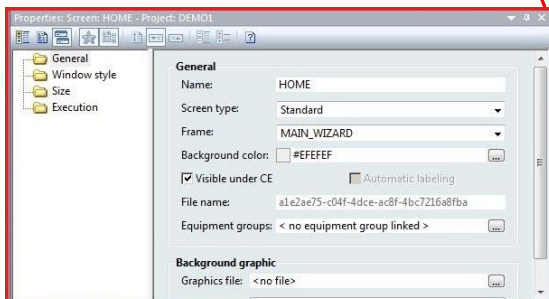 Properties: Screen: HOME - Project: DEMO1
General
Window style
Size
Execution
General
Name: HOME
Screen type: Standard
Frame: MAIN_WIZARD
Background color: #EFEFEF ...
Visible under CE Automatic labeling
File name: a1e2ae75-c04f-4dce-ac8f-4bc7216a8fba
Equipment groups: < no equipment group linked > ...
Background graphic
Graphics file: <no file> ...